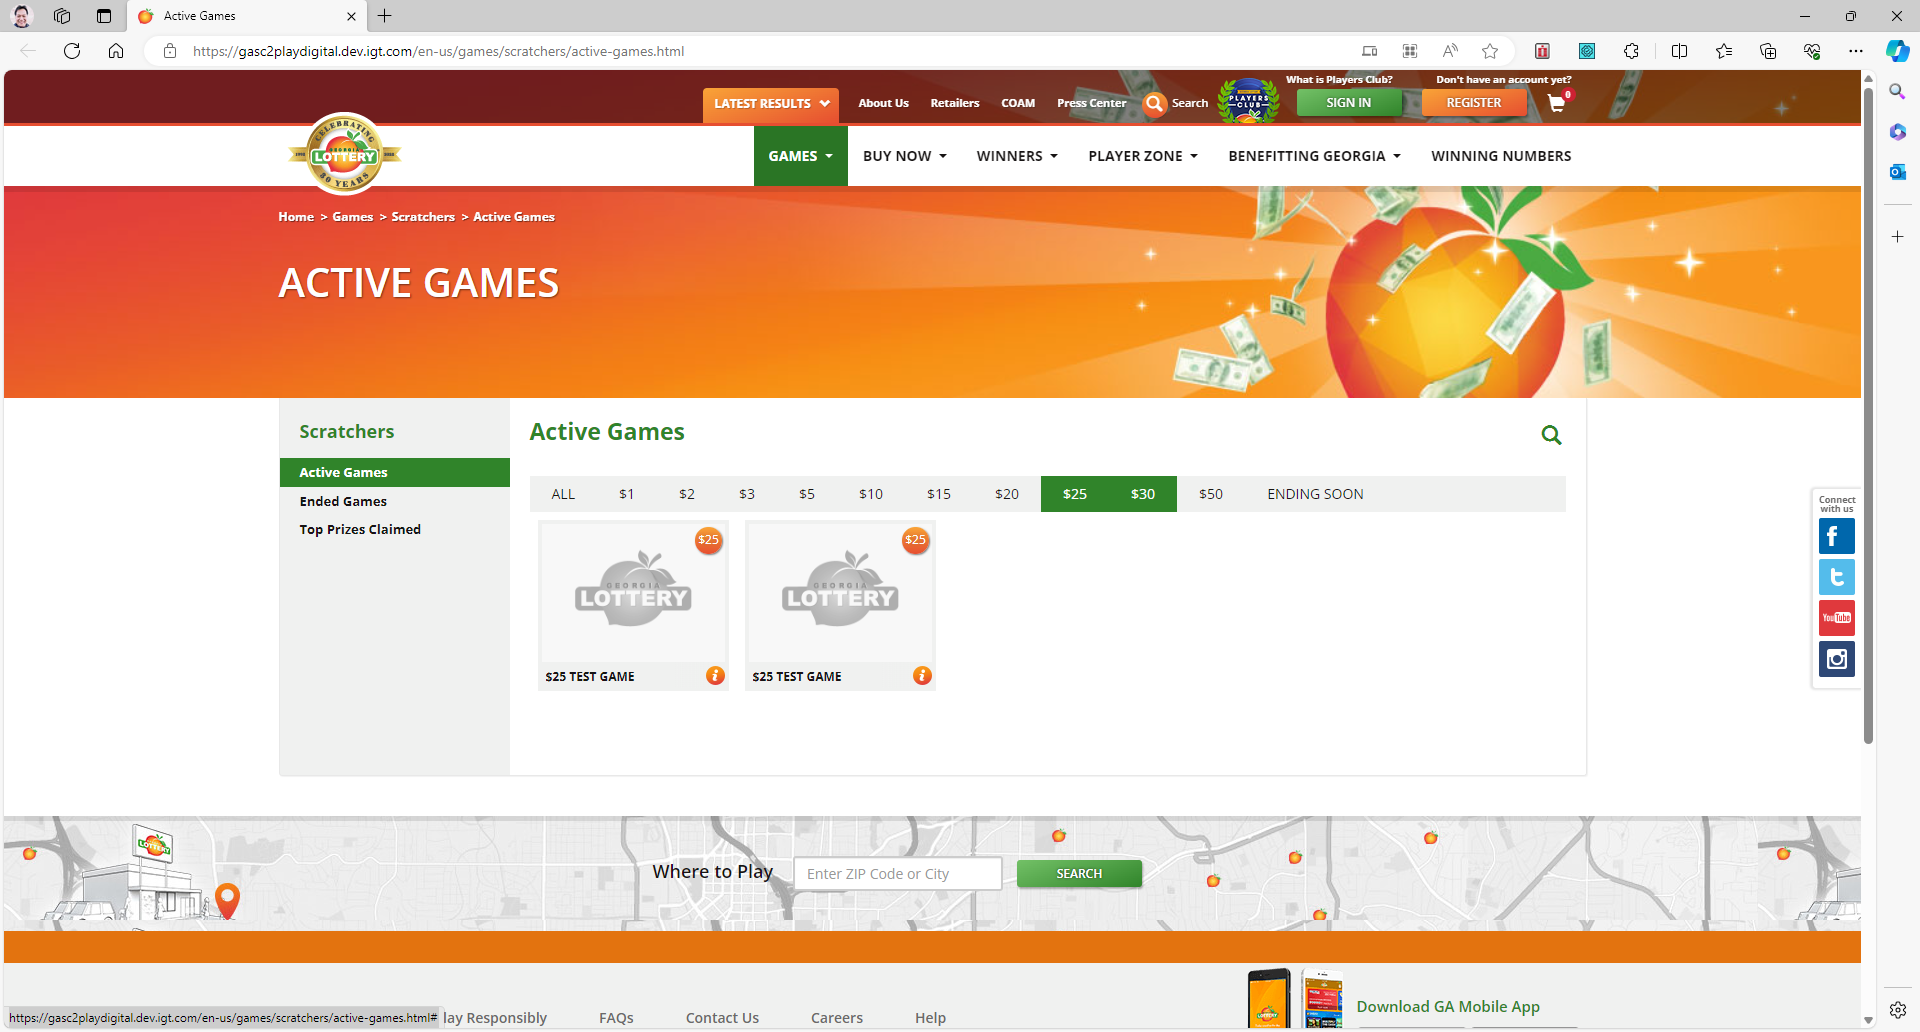 Active Games
https://gasc2playdigital.dev.igt.com/en-us/games/scratchers/active-games.html
What is Players Club?
Don't have an account yet?
LATEST RESULTS
About Us
Retailers
COAM
Press Center
Search
PLAYERS
CLUB
SIGN IN
REGISTER
0
CELEBRATING
GEORGIA
LOTTERY
30 YEARS
GAMES
BUY NOW
WINNERS
PLAYER ZONE
BENEFITTING GEORGIA
WINNING NUMBERS
Home > Games > Scratchers > Active Games
ACTIVE GAMES
Scratchers
Active Games
Ended Games
Top Prizes Claimed
Active Games
ALL $1 $2 $3 $5 $10 $15 $20 $25 $30 $50 ENDING SOON
$25
GEORGIA
LOTTERY
$25 TEST GAME
$25
GEORGIA
LOTTERY
$25 TEST GAME
Connect
with us
YouTube
LOTTERY
Where to Play
Enter ZIP Code or City
SEARCH
https://gasc2playdigital.dev.igt.com/en-us/games/scratchers/active-games.html#
lay Responsibly
FAQs
Contact Us
Careers
Help
Download GA Mobile App